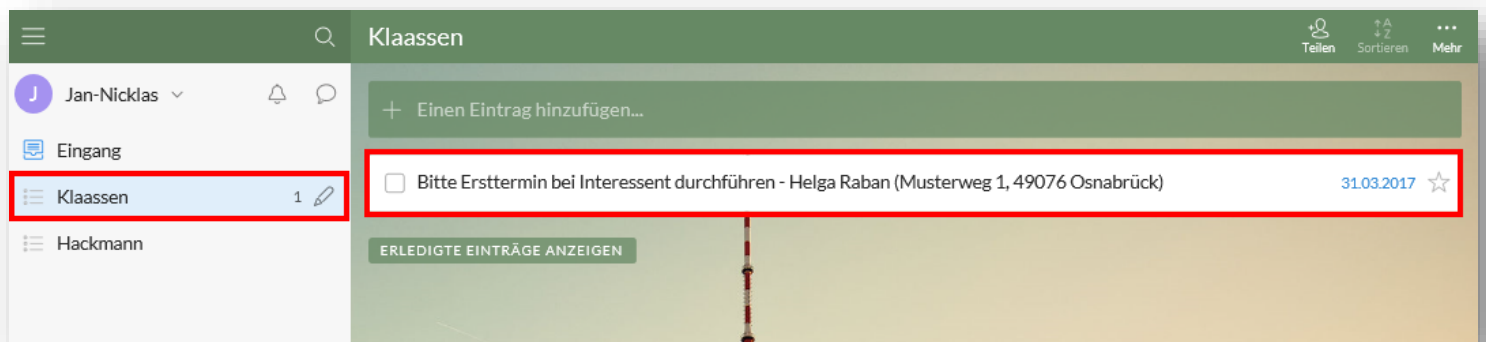 Klaassen
Teilen
Sortieren
Mehr
J
Jan-Nicklas
Eingang
Klaassen 1
Hackmann
Einen Eintrag hinzufügen...
Bitte Ersttermin bei Interessent durchführen - Helga Raban (Musterweg 1, 49076 Osnabrück) 31.03.2017
ERLEDIGTE EINTRÄGE ANZEIGEN